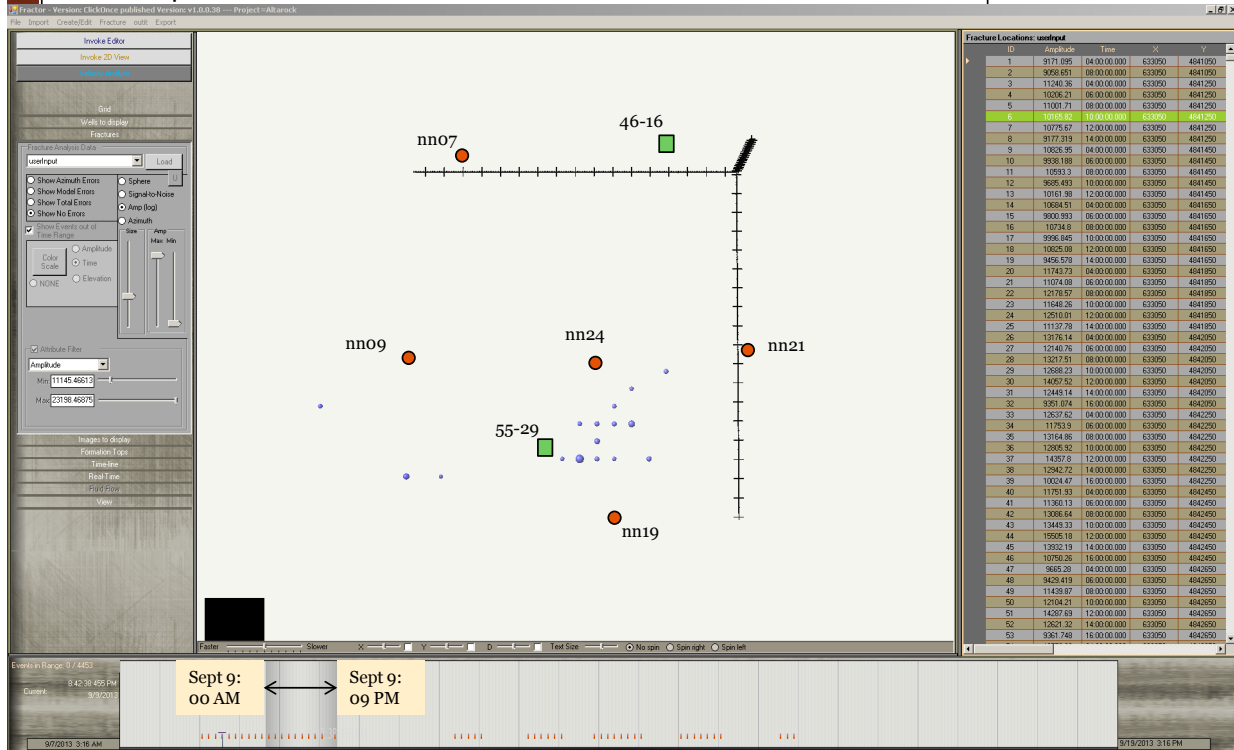 Fractor - Version: ClickOnce published Version: v1.0.0.38 --- Project=AltaRock
File Import Create/Edit Fracture outit Export
Invoke Editor
Invoke 2D View
Grid
Wells to display
Fractures
Fracture Analysis Data
userInput Load
U
Show Azimuth Errors
Show Model Errors
Show Total Errors
Show No Errors
Sphere
Signal-to-Noise
Amp (log)
Azimuth
Show Events out of
Time Range
Color
Scale
Amplitude
Time
Elevation
NONE
Size Amp
Max Min
Attribute Filter
Amplitude
Min: 11145.46613
Max: 23198.46875
Images to display
Formation Tops
Time-line
Real-Time
Fluid Flow
View
46-16
nn07
nn09
nn24
nn21
55-29
nn19
Faster Slower X Y D Text Size No spin Spin right Spin left
Fracture Locations: userInput
ID Amplitude Time X Y
1 9171.095 04:00:00.000 633050 4841050
2 9058.651 08:00:00.000 633050 4841050
3 11240.36 04:00:00.000 633050 4841250
4 10206.21 06:00:00.000 633050 4841250
5 11001.71 08:00:00.000 633050 4841250
6 10165.82 10:00:00.000 633050 4841250
7 10775.67 12:00:00.000 633050 4841250
8 9177.319 14:00:00.000 633050 4841250
9 10826.95 04:00:00.000 633050 4841450
10 9938.188 06:00:00.000 633050 4841450
11 10593.3 08:00:00.000 633050 4841450
12 9685.493 10:00:00.000 633050 4841450
13 10161.98 12:00:00.000 633050 4841450
14 10684.51 04:00:00.000 633050 4841650
15 9800.993 06:00:00.000 633050 4841650
16 10734.8 08:00:00.000 633050 4841650
17 9996.845 10:00:00.000 633050 4841650
18 10825.08 12:00:00.000 633050 4841650
19 9456.578 14:00:00.000 633050 4841650
20 11743.73 04:00:00.000 633050 4841850
21 11074.08 06:00:00.000 633050 4841850
22 12178.57 08:00:00.000 633050 4841850
23 11648.26 10:00:00.000 633050 4841850
24 12510.01 12:00:00.000 633050 4841850
25 11137.78 14:00:00.000 633050 4841850
26 13176.14 04:00:00.000 633050 4842050
27 12140.76 06:00:00.000 633050 4842050
28 13217.51 08:00:00.000 633050 4842050
29 12688.23 10:00:00.000 633050 4842050
30 14057.52 12:00:00.000 633050 4842050
31 12449.14 14:00:00.000 633050 4842050
32 9351.074 16:00:00.000 633050 4842050
33 12637.62 04:00:00.000 633050 4842250
34 11753.9 06:00:00.000 633050 4842250
35 13164.86 08:00:00.000 633050 4842250
36 12805.92 10:00:00.000 633050 4842250
37 14357.8 12:00:00.000 633050 4842250
38 12942.72 14:00:00.000 633050 4842250
39 10024.47 16:00:00.000 633050 4842250
40 11751.93 04:00:00.000 633050 4842450
41 11360.13 06:00:00.000 633050 4842450
42 13086.64 08:00:00.000 633050 4842450
43 13449.33 10:00:00.000 633050 4842450
44 15505.18 12:00:00.000 633050 4842450
45 13932.19 14:00:00.000 633050 4842450
46 10750.26 16:00:00.000 633050 4842450
47 9665.28 04:00:00.000 633050 4842650
48 9429.419 06:00:00.000 633050 4842650
49 11439.87 08:00:00.000 633050 4842650
50 12104.21 10:00:00.000 633050 4842650
51 14287.69 12:00:00.000 633050 4842650
52 12621.32 14:00:00.000 633050 4842650
53 9361.748 16:00:00.000 633050 4842650
Events in Range: 0 / 4453
Current: 8:42:38.455 PM
9/9/2013
Sept 9:
00 AM
Sept 9:
09 PM
9/7/2013 3:16 AM
9/19/2013 3:16 PM